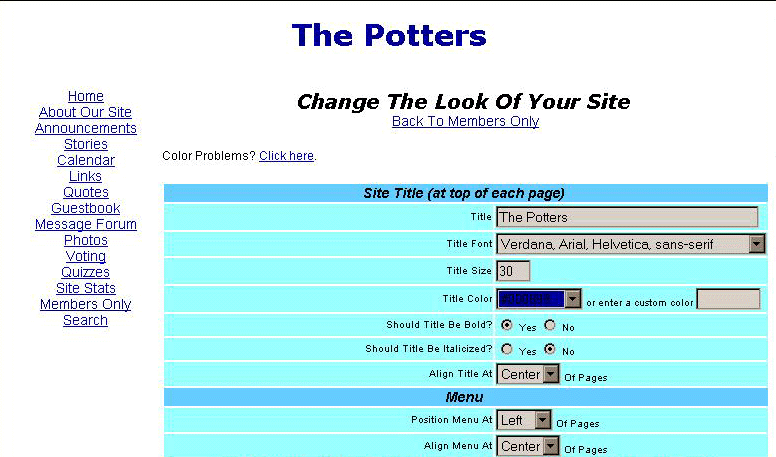 The Potters
Home
About Our Site
Announcements
Stories
Calendar
Links
Quotes
Guestbook
Message Forum
Photos
Voting
Quizzes
Site Stats
Members Only
Search
Change The Look Of Your Site
Back To Members Only
Color Problems? Click here.
Site Title (at top of each page)
Title The Potters
Title Font Verdana, Arial, Helvetica, sans-serif
Title Size 30
Title Color or enter a custom color
Should Title Be Bold? Yes No
Should Title Be Italicized? Yes No
Align Title At Center Of Pages
Menu
Position Menu At Left Of Pages
Align Menu At Center Of Pages